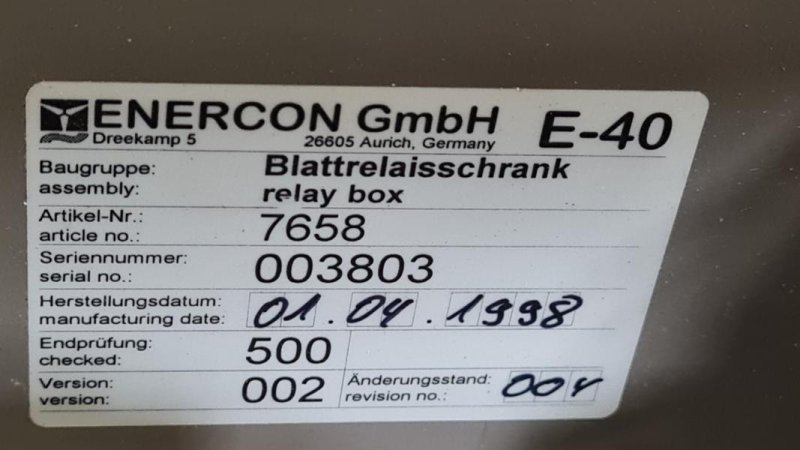 ENERCON GmbH E-40
Dreekamp 5 26605 Aurich, Germany
Baugruppe: Blattrelaisschrank
assembly: relay box
Artikel-Nr.:
article no.: 7658
Seriennummer:
serial no.: 003803
Herstellungsdatum:
manufacturing date: 01.04.1998
Endprüfung:
checked: 500
Version: Änderungsstand:
version: 002 revision no.: 004